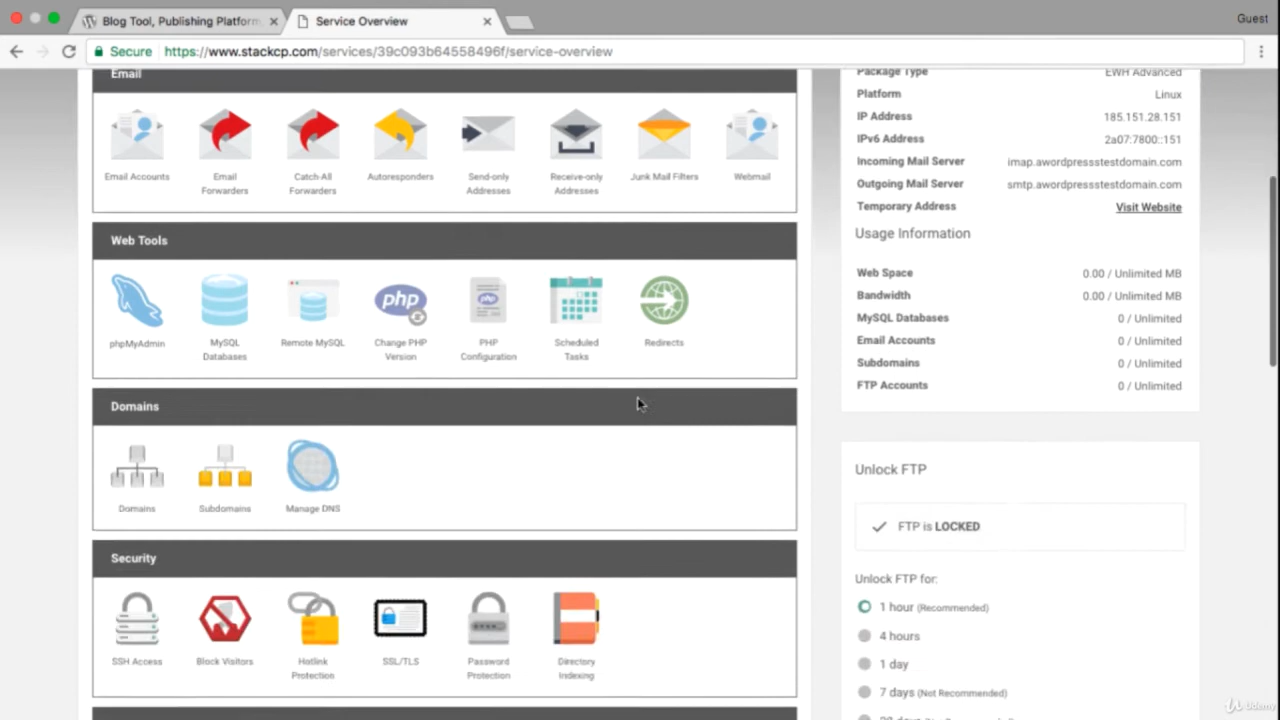 Blog Tool, Publishing Platform,
Service Overview
Guest
Secure
https://www.stackcp.com/services/39c093b64558496f/service-overview
Email
Email Accounts
Email
Forwarders
Catch-All
Forwarders
Autoresponders
Send-only
Addresses
Receive-only
Addresses
Junk Mail Filters
Webmail
Web Tools
phpMyAdmin
MySQL
Databases
Remote MySQL
php
Change PHP
Version
php
PHP
Configuration
Scheduled
Tasks
Redirects
Domains
Domains
Subdomains
Manage DNS
Security
SSH Access
Block Visitors
Hotlink
Protection
SSL/TLS
Password
Protection
Directory
Indexing
Package Type EWH Advanced
Platform Linux
IP Address 185.151.28.151
IPv6 Address 2a07:7800::151
Incoming Mail Server imap.awordpressstestdomain.com
Outgoing Mail Server smtp.awordpressstestdomain.com
Temporary Address Visit Website
Usage Information
Web Space 0.00 / Unlimited MB
Bandwidth 0.00 / Unlimited MB
MySQL Databases 0 / Unlimited
Email Accounts 0 / Unlimited
Subdomains 0 / Unlimited
FTP Accounts 0 / Unlimited
Unlock FTP
FTP is LOCKED
Unlock FTP for:
1 hour (Recommended)
4 hours
1 day
7 days (Not Recommended)
Udemy